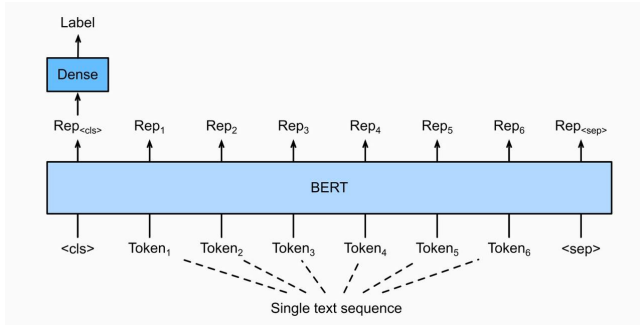 Label
Dense
Rep<cls> Rep1 Rep2 Rep3 Rep4 Rep5 Rep6 Rep<sep>
BERT
<cls> Token1 Token2 Token3 Token4 Token5 Token6 <sep>
Single text sequence